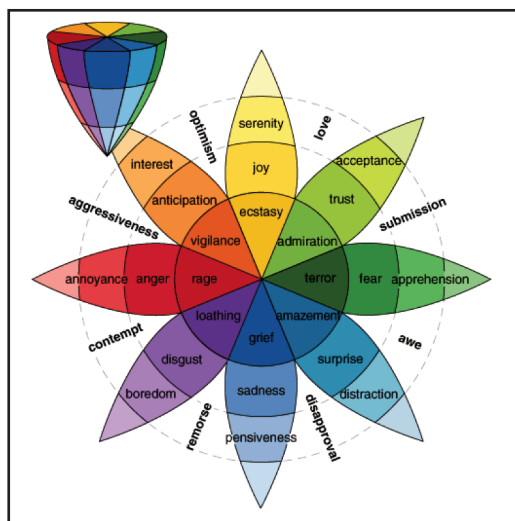 optimism
serenity
love
interest
joy
acceptance
anticipation
trust
aggressiveness
ecstasy
submission
vigilance
admiration
annoyance
anger
rage
terror
fear
apprehension
loathing
amazement
grief
contempt
awe
disgust
surprise
boredom
sadness
distraction
remorse
pensiveness
disapproval